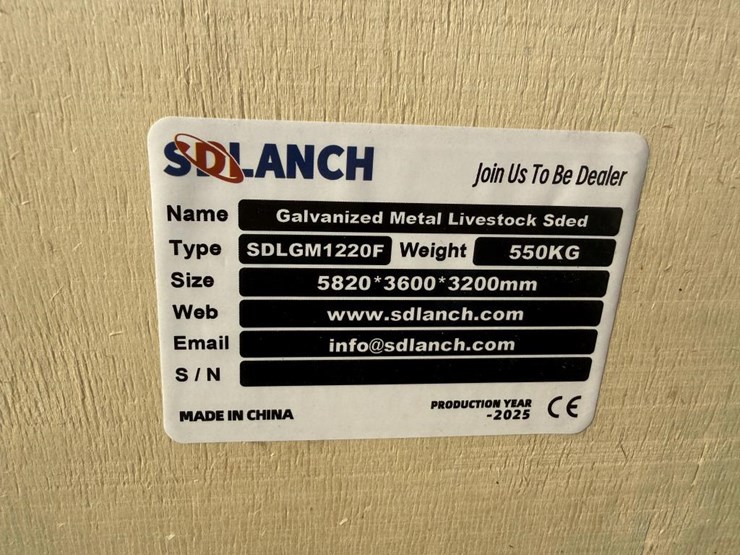 SDLANCH
Join Us To Be Dealer
Name Galvanized Metal Livestock Sded
Type SDLGM1220F Weight 550KG
Size 5820*3600*3200mm
Web www.sdlanch.com
Email info@sdlanch.com
S / N
MADE IN CHINA
PRODUCTION YEAR
-2025
CE